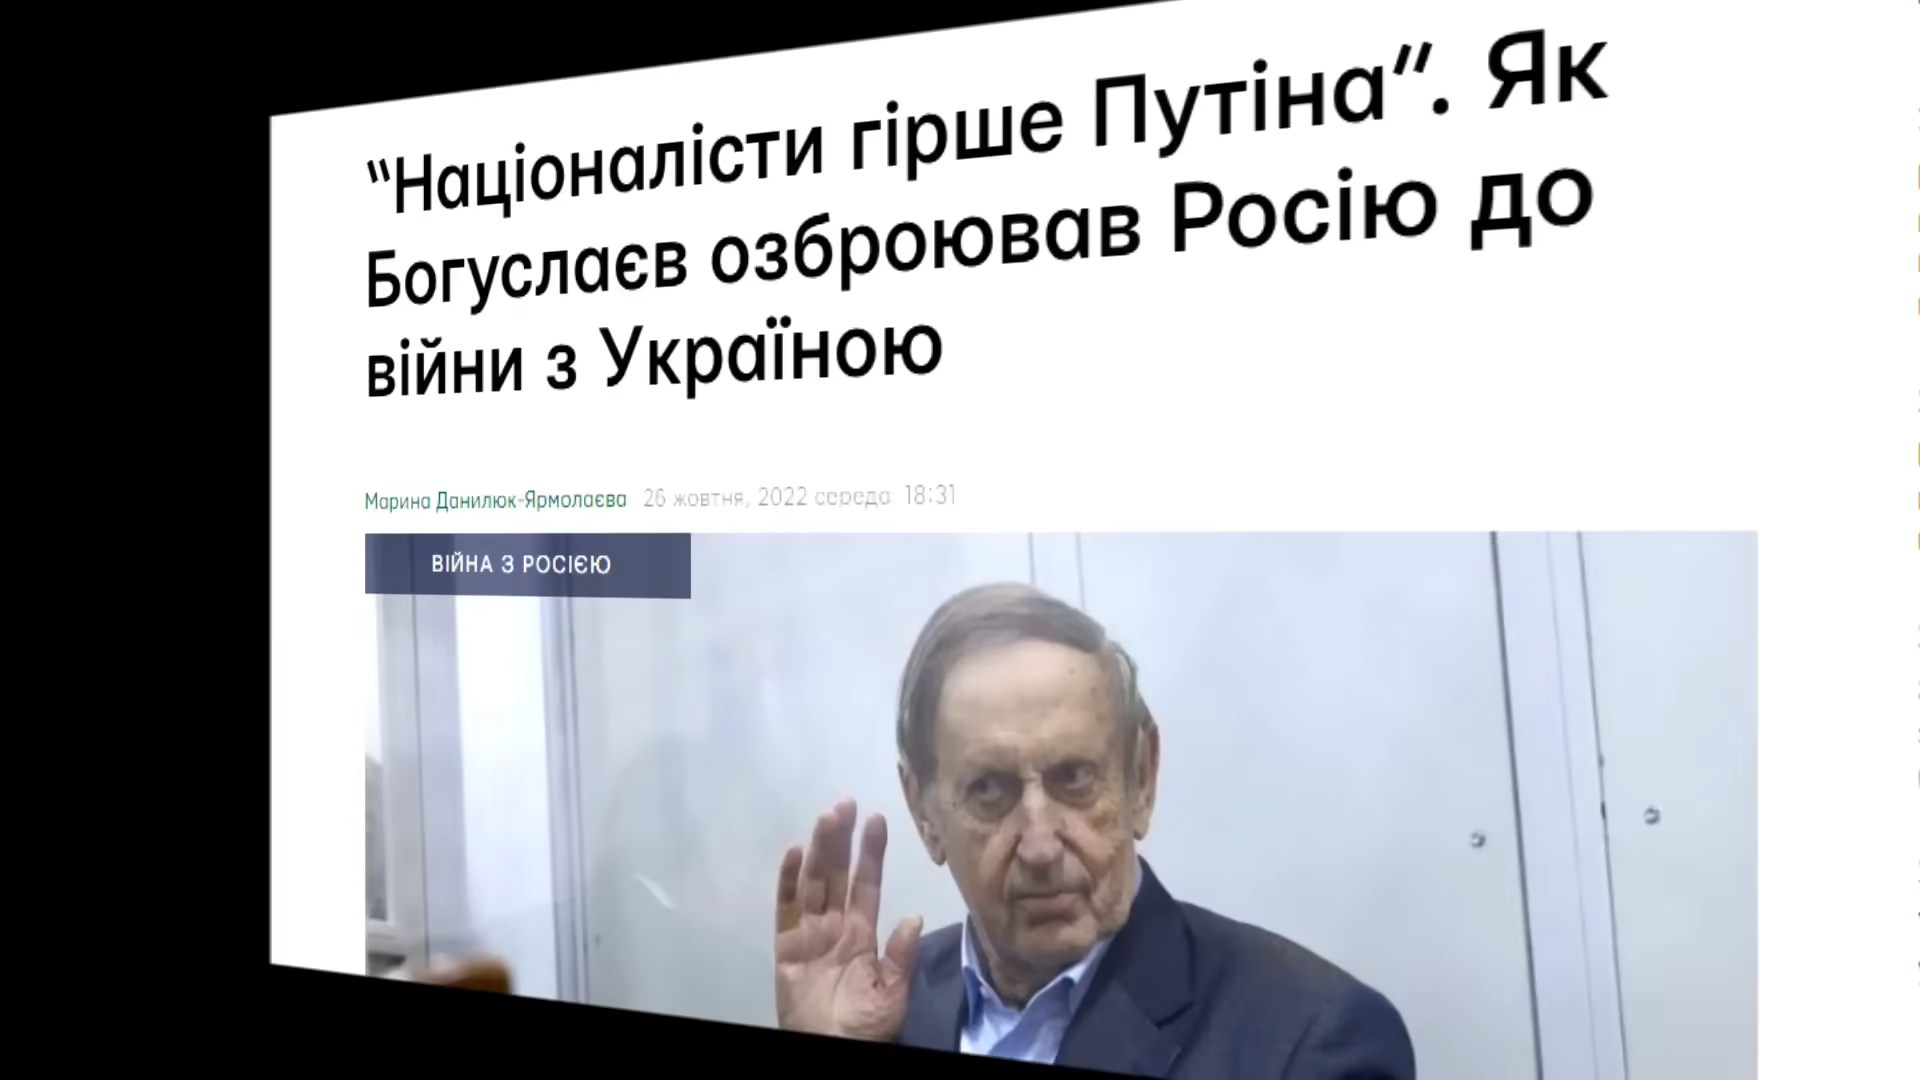 “Націоналісти гірше Путіна”. Як
Богуслаєв озброював Росію до
війни з Україною
Марина Данилюк-Ярмолаєва 26 жовтня, 2022 середа 18:31
ВІЙНА З РОСІЄЮ